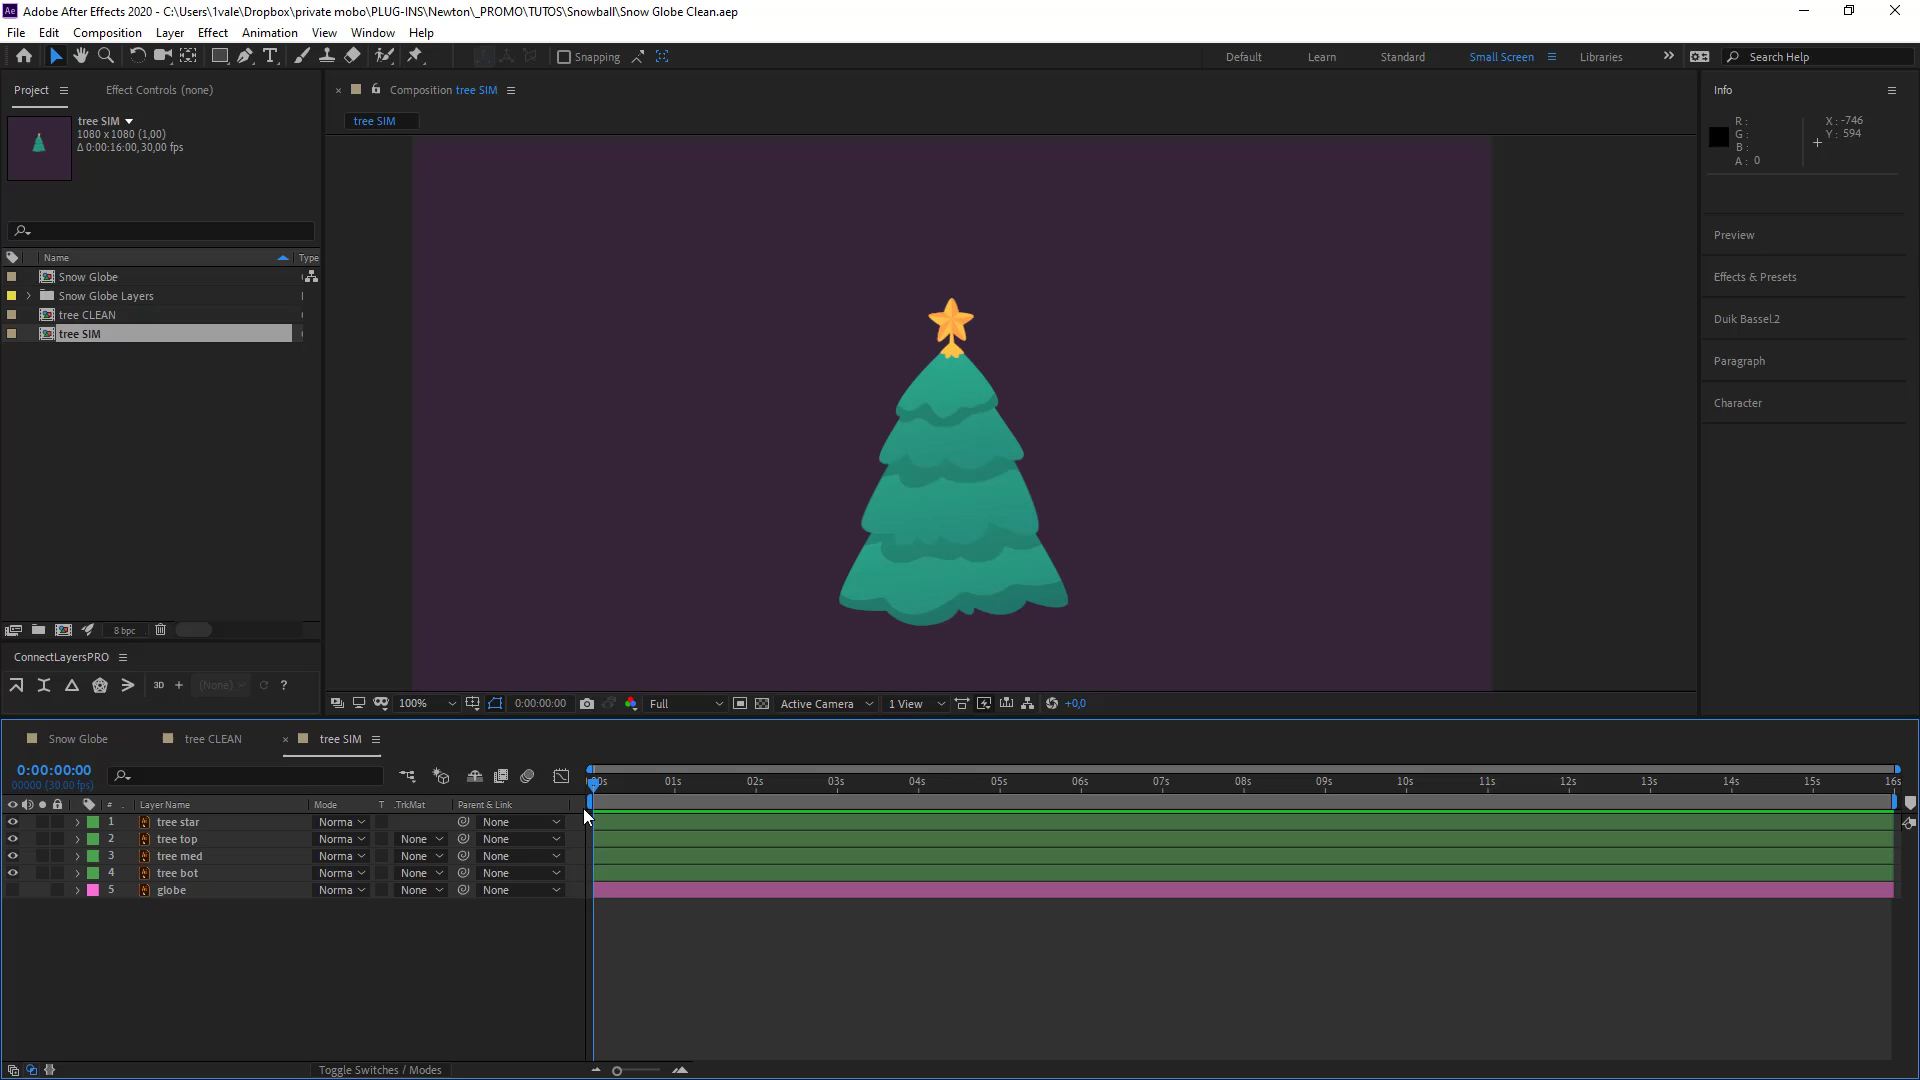 Adobe After Effects 2020 - C:\Users\1vale\Dropbox\private mobo\PLUG-INS\Newton\_PROMO\TUTOS\Snowball\Snow Globe Clean.aep
File Edit Composition Layer Effect Animation View Window Help
Snapping Default Learn Standard Small Screen Libraries Search Help
Project Effect Controls (none)
Composition tree SIM
Info
tree SIM
1080 x 1080 (1,00)
Δ 0:00:16:00, 30,00 fps
tree SIM
R :
G :
B :
A : 0
X : -746
Y : 594
Name Type
Snow Globe
Snow Globe Layers
tree CLEAN
tree SIM
Preview
Effects & Presets
Duik Bassel.2
Paragraph
Character
8 bpc
ConnectLayersPRO
3D + (None) ?
100% 0:00:00:00 Full Active Camera 1 View +0,0
Snow Globe tree CLEAN tree SIM
0:00:00:00
00000 (30.00 fps)
:00s 01s 02s 03s 04s 05s 06s 07s 08s 09s 10s 11s 12s 13s 14s 15s 16s
# Layer Name Mode T .TrkMat Parent & Link
1 tree star Norma None
2 tree top Norma None None
3 tree med Norma None None
4 tree bot Norma None None
5 globe Norma None None
Toggle Switches / Modes